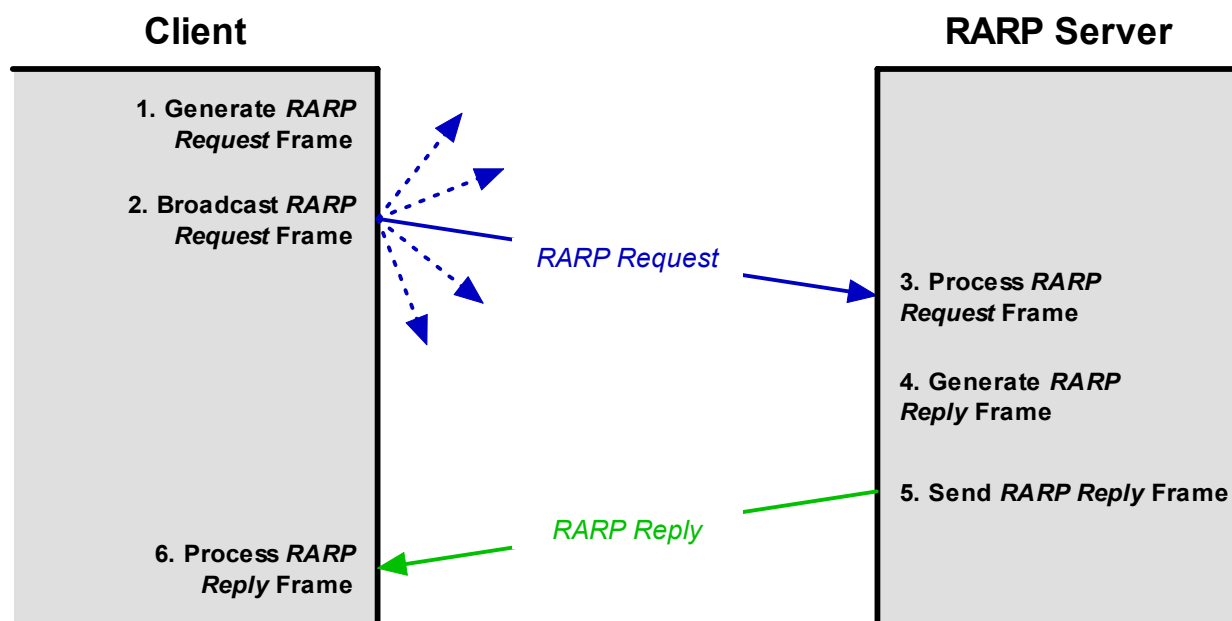 Client
RARP Server
1. Generate RARP
Request Frame
2. Broadcast RARP
Request Frame
RARP Request
3. Process RARP
Request Frame
4. Generate RARP
Reply Frame
5. Send RARP Reply Frame
RARP Reply
6. Process RARP
Reply Frame